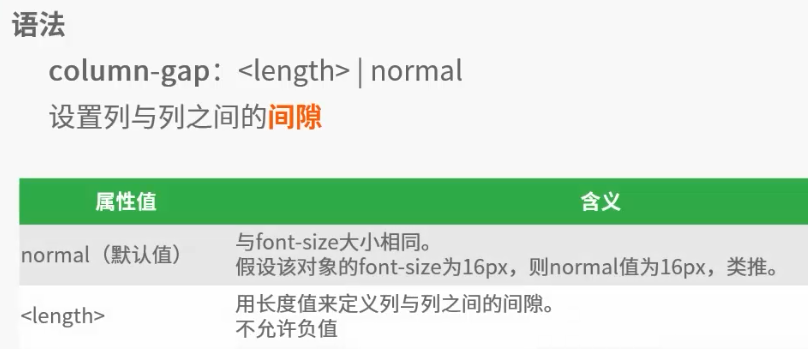 语法
column-gap：<length> | normal
设置列与列之间的间隙
属性值 含义
normal（默认值） 与font-size大小相同。
假设该对象的font-size为16px，则normal值为16px，类推。
<length> 用长度值来定义列与列之间的间隙。
不允许负值